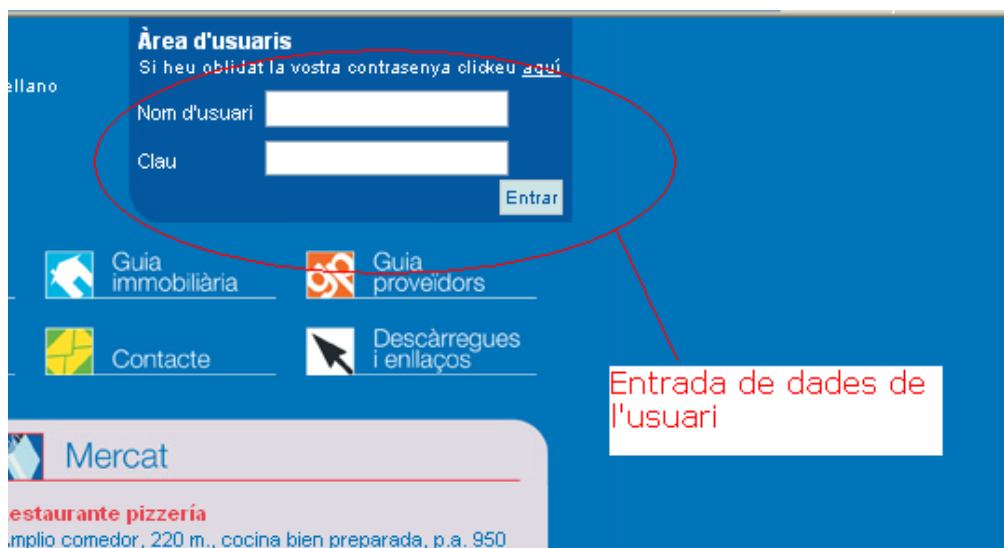 Àrea d'usuaris
Si heu oblidat la vostra contrasenya clickeu aquí
ellano
Nom d'usuari
Clau
Entrar
Guia
immobiliària
Guia
proveïdors
Contacte
Descàrregues
i enllaços
Entrada de dades de
l'usuari
Mercat
estaurante pizzería
mplio comedor, 220 m., cocina bien preparada, p.a. 950